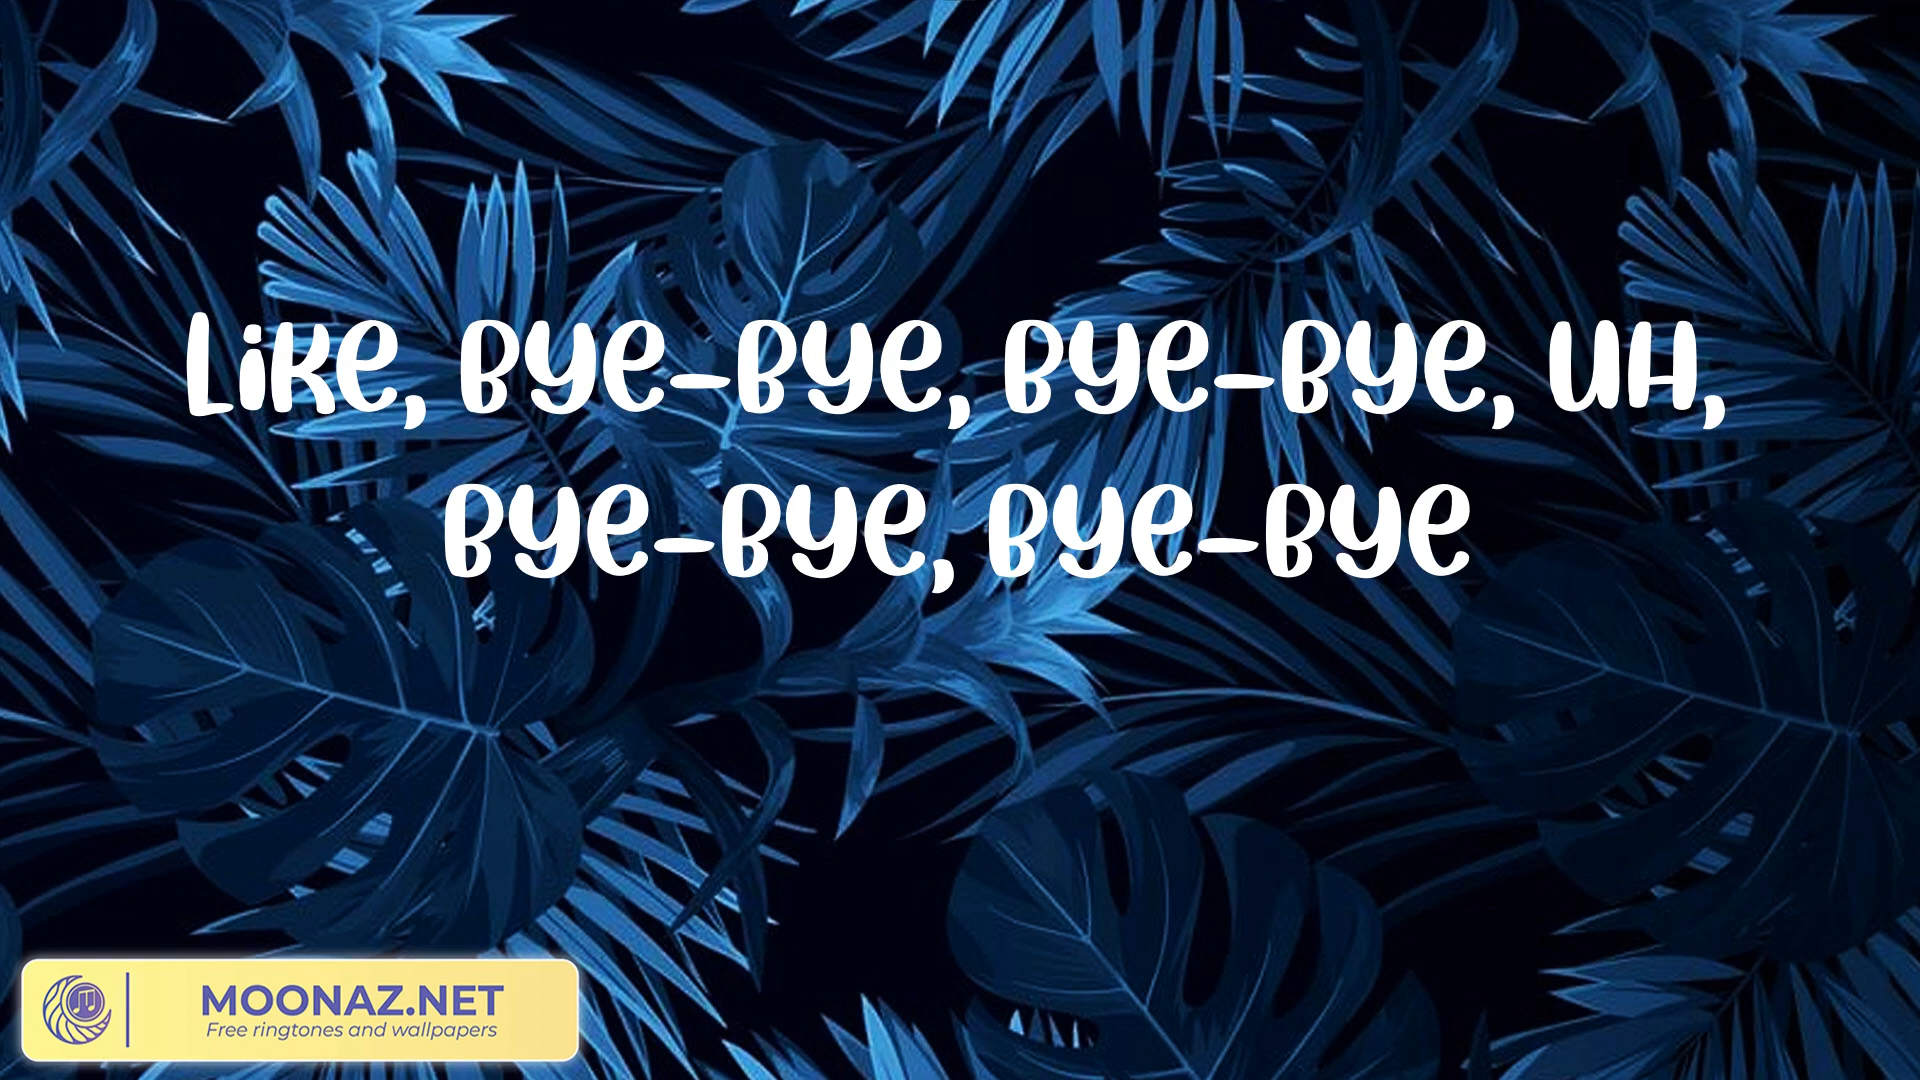 Like, Bye-Bye, Bye-Bye, UH,
Bye-Bye, Bye-Bye
MOONAZ.NET
Free ringtones and wallpapers